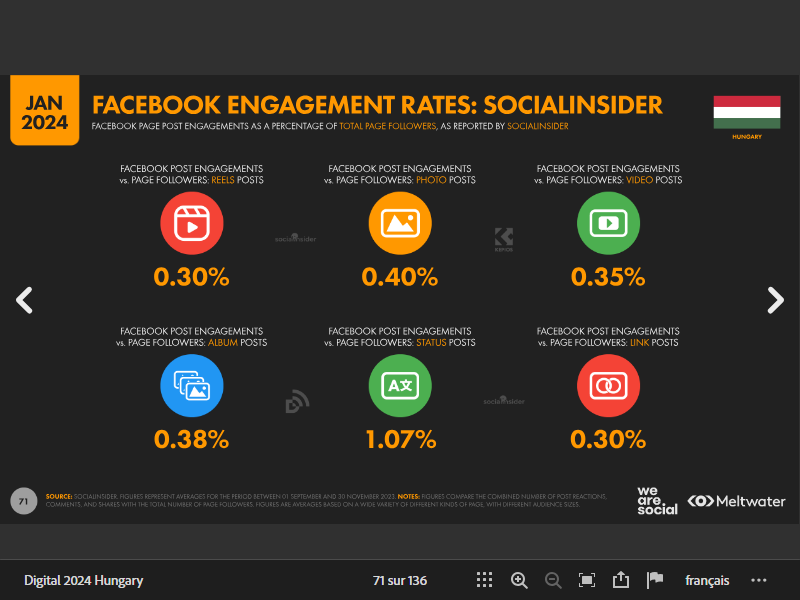 JAN
2024
FACEBOOK ENGAGEMENT RATES: SOCIALINSIDER
FACEBOOK PAGE POST ENGAGEMENTS AS A PERCENTAGE OF TOTAL PAGE FOLLOWERS, AS REPORTED BY SOCIALINSIDER
HUNGARY
FACEBOOK POST ENGAGEMENTS
vs. PAGE FOLLOWERS: REELS POSTS
0.30%
FACEBOOK POST ENGAGEMENTS
vs. PAGE FOLLOWERS: PHOTO POSTS
0.40%
FACEBOOK POST ENGAGEMENTS
vs. PAGE FOLLOWERS: VIDEO POSTS
0.35%
socialinsider
KEPIOS
FACEBOOK POST ENGAGEMENTS
vs. PAGE FOLLOWERS: ALBUM POSTS
0.38%
FACEBOOK POST ENGAGEMENTS
vs. PAGE FOLLOWERS: STATUS POSTS
A文
1.07%
FACEBOOK POST ENGAGEMENTS
vs. PAGE FOLLOWERS: LINK POSTS
0.30%
socialinsider
71
SOURCE: SOCIALINSIDER. FIGURES REPRESENT AVERAGES FOR THE PERIOD BETWEEN 01 SEPTEMBER AND 30 NOVEMBER 2023. NOTES: FIGURES COMPARE THE COMBINED NUMBER OF POST REACTIONS,
COMMENTS, AND SHARES WITH THE TOTAL NUMBER OF PAGE FOLLOWERS. FIGURES ARE AVERAGES BASED ON A WIDE VARIETY OF DIFFERENT KINDS OF PAGE, WITH DIFFERENT AUDIENCE SIZES.
we
are
social
Meltwater
Digital 2024 Hungary
71 sur 136
français